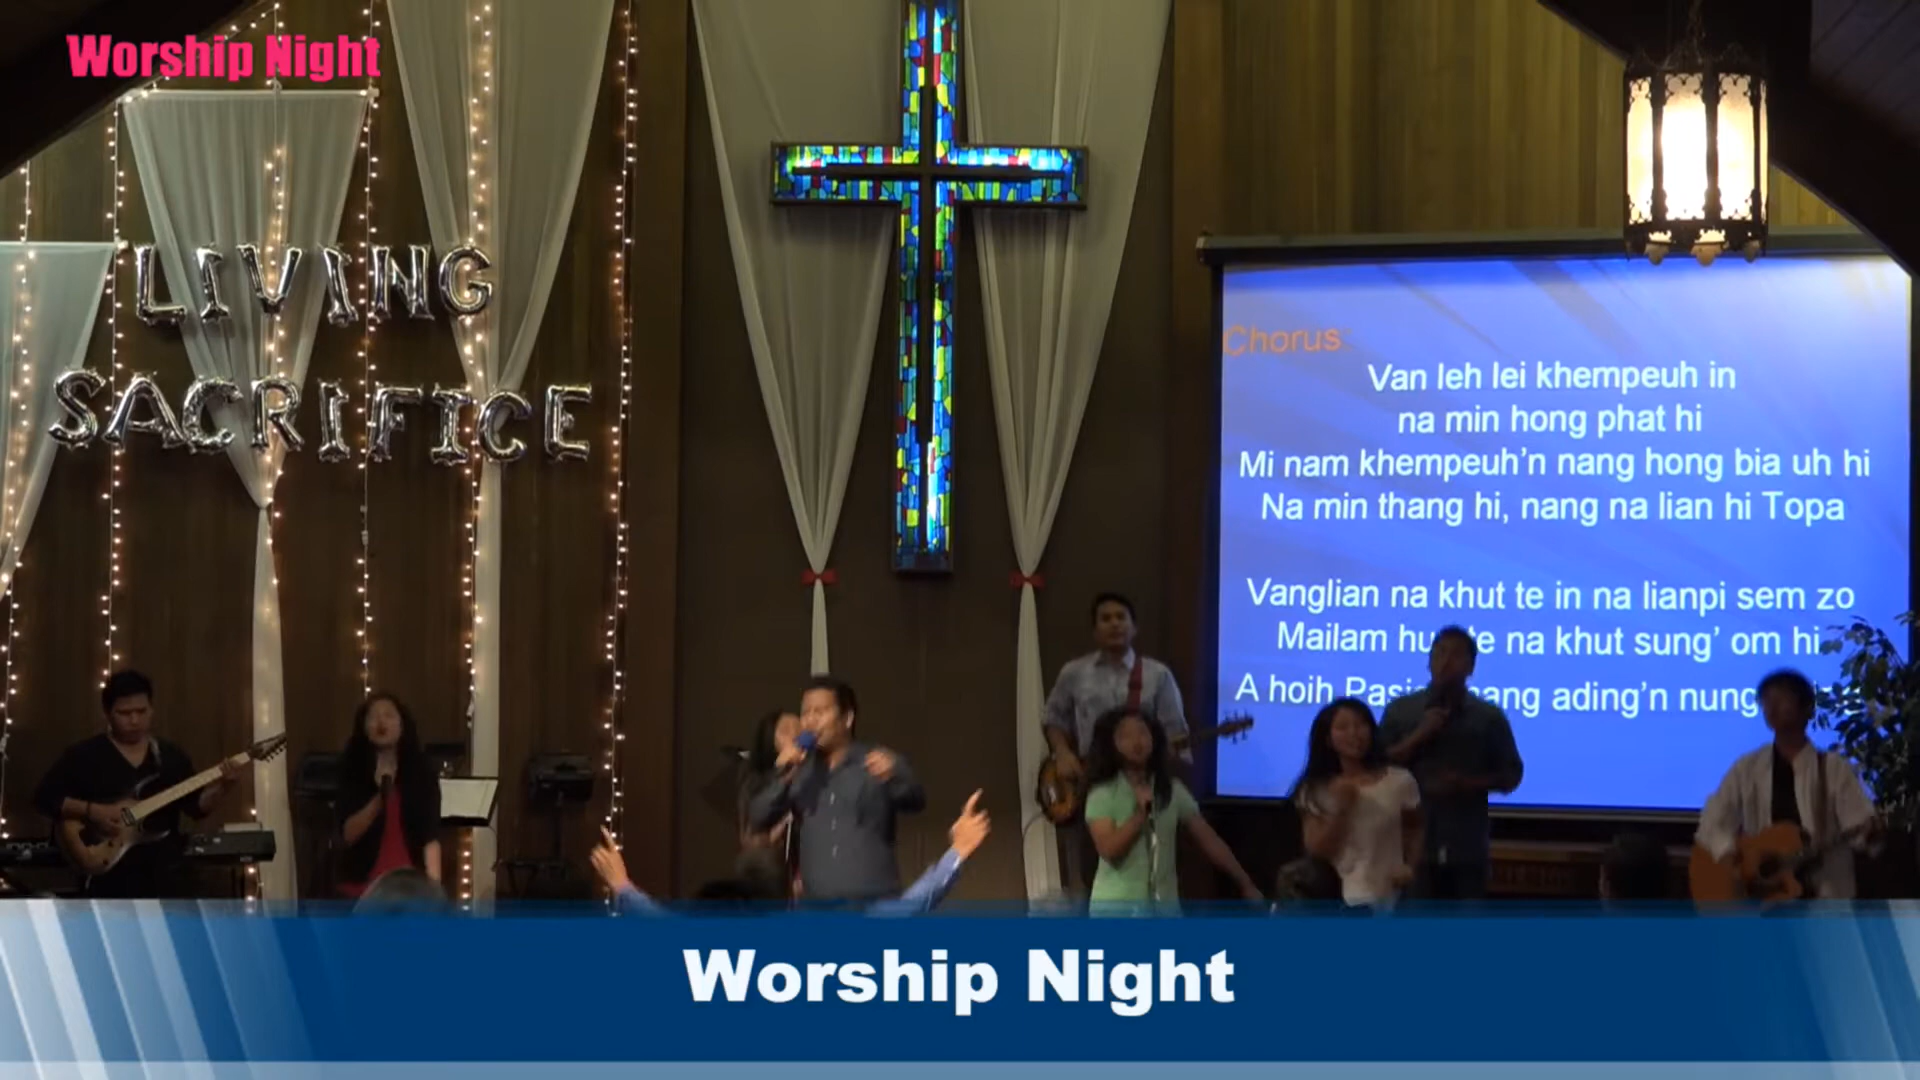 Worship Night
LIVING
SACRIFICE
Chorus:
Van leh lei khempeuh in
na min hong phat hi
Mi nam khempeuh'n nang hong bia uh hi
Na min thang hi, nang na lian hi Topa
Vanglian na khut te in na lianpi sem zo
Mailam te na khut sung' om hi
A hoih ading'n nung
Worship Night